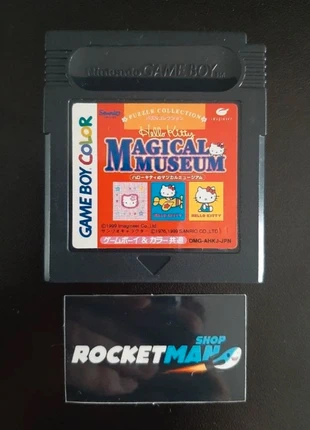 Nintendo GAME BOY
GAME BOY COLOR
PUZZLE COLLECTION
Hello Kitty
MAGICAL
MUSEUM
ハローキティのマジカルミュージアム
HELLO KITTY
ゲームボーイ&カラー共通
DMG-AHKJ-JPN
SHOP
ROCKETMAN